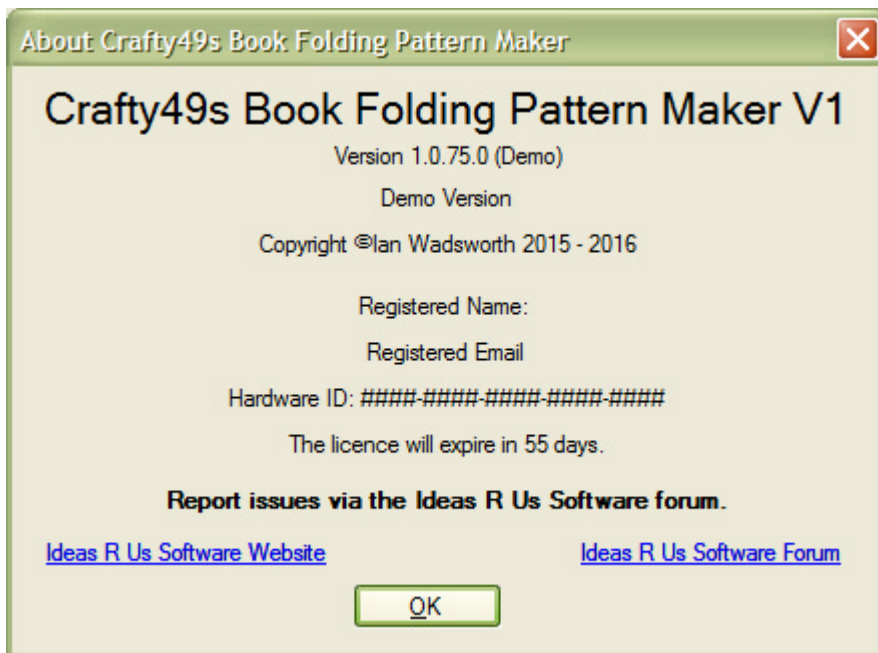 About Crafty49s Book Folding Pattern Maker
Crafty49s Book Folding Pattern Maker V1
Version 1.0.75.0 (Demo)
Demo Version
Copyright ©Ian Wadsworth 2015 - 2016
Registered Name:
Registered Email
Hardware ID: ####-####-####-####-####
The licence will expire in 55 days.
Report issues via the Ideas R Us Software forum.
Ideas R Us Software Website
Ideas R Us Software Forum
OK